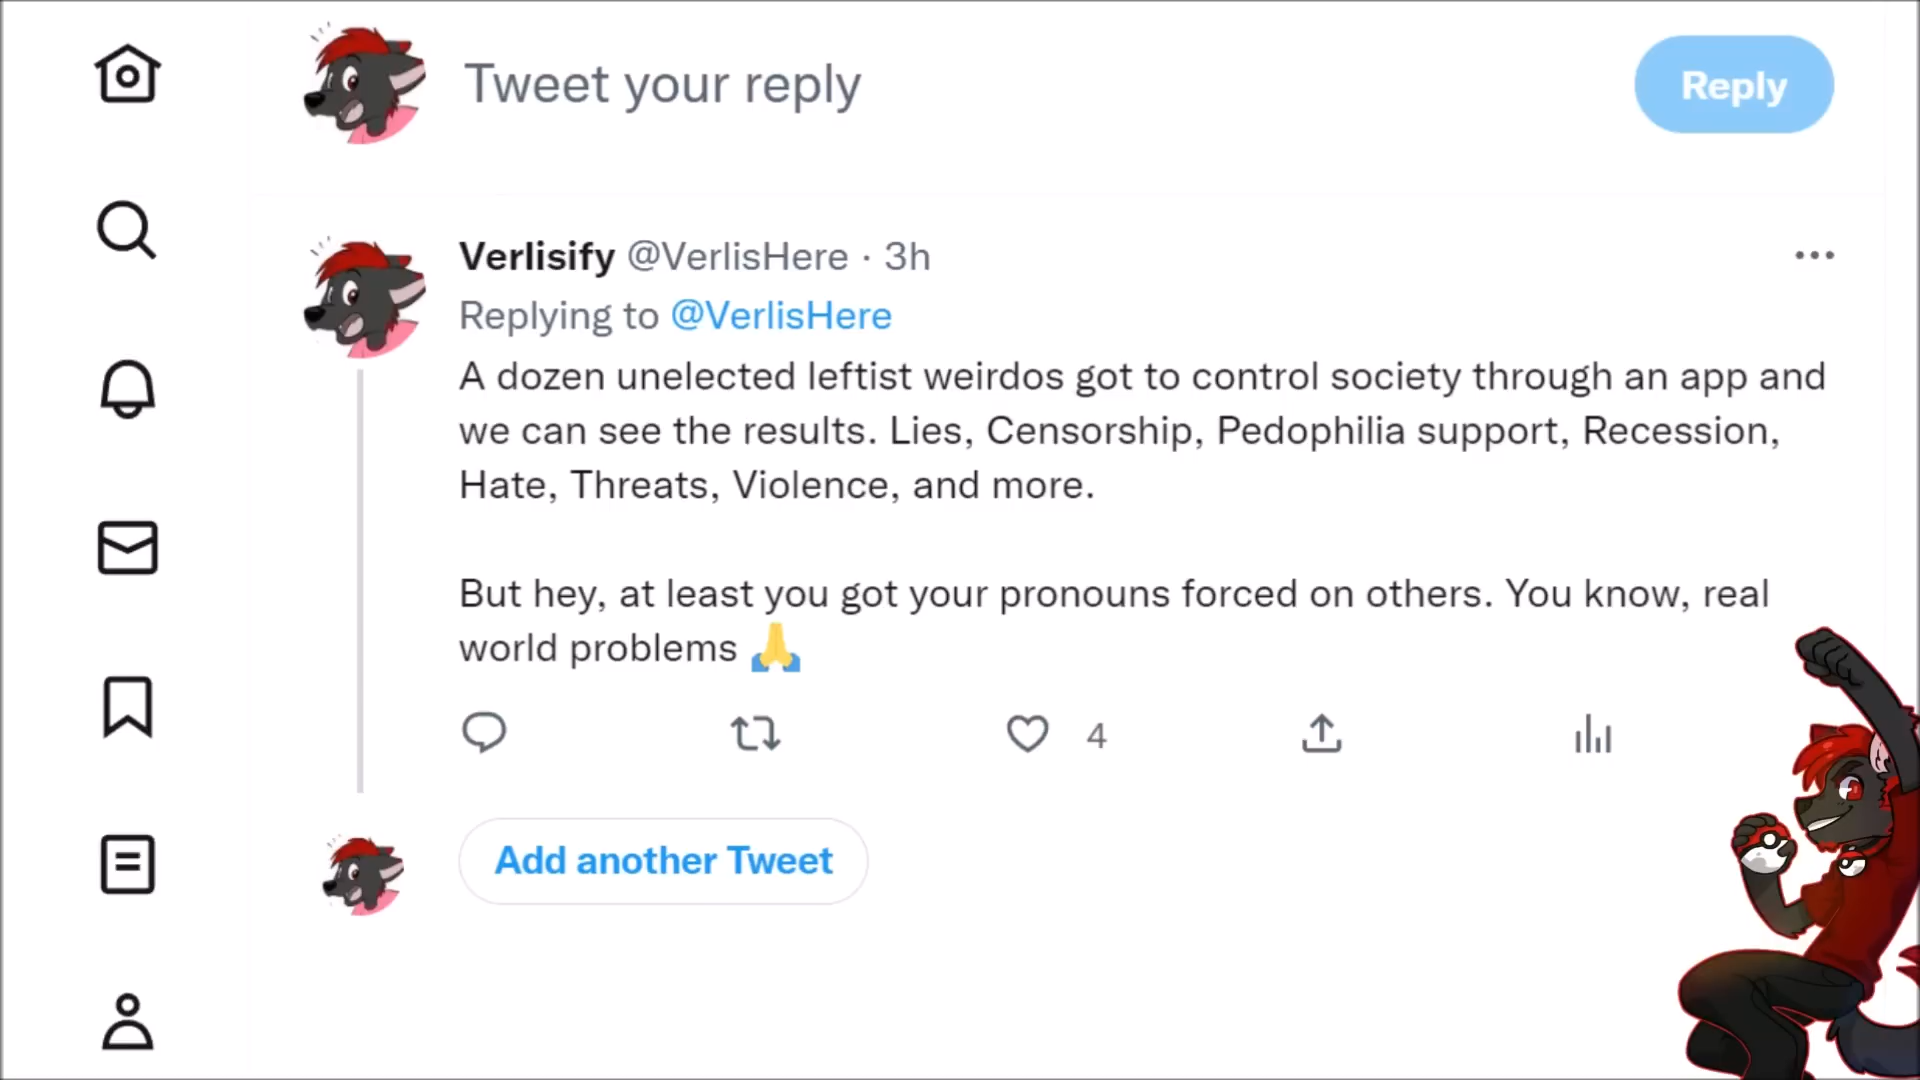 Tweet your reply
Reply
Verlisify @VerlisHere · 3h
Replying to @VerlisHere
A dozen unelected leftist weirdos got to control society through an app and
we can see the results. Lies, Censorship, Pedophilia support, Recession,
Hate, Threats, Violence, and more.
But hey, at least you got your pronouns forced on others. You know, real
world problems 🙏
4
Add another Tweet